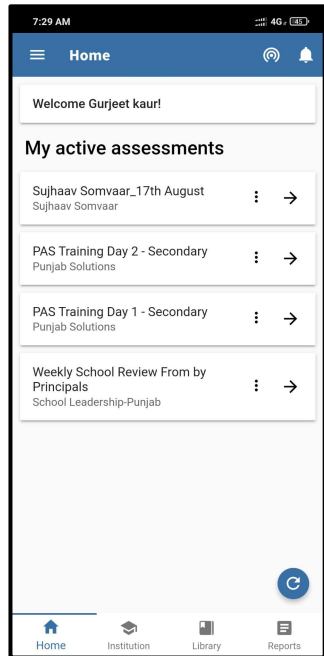 7:29 AM
4G 45
Home
Welcome Gurjeet kaur!
My active assessments
Sujhaav Somvaar_17th August
Sujhaav Somvaar
PAS Training Day 2 - Secondary
Punjab Solutions
PAS Training Day 1 - Secondary
Punjab Solutions
Weekly School Review From by
Principals
School Leadership-Punjab
Home Institution Library Reports